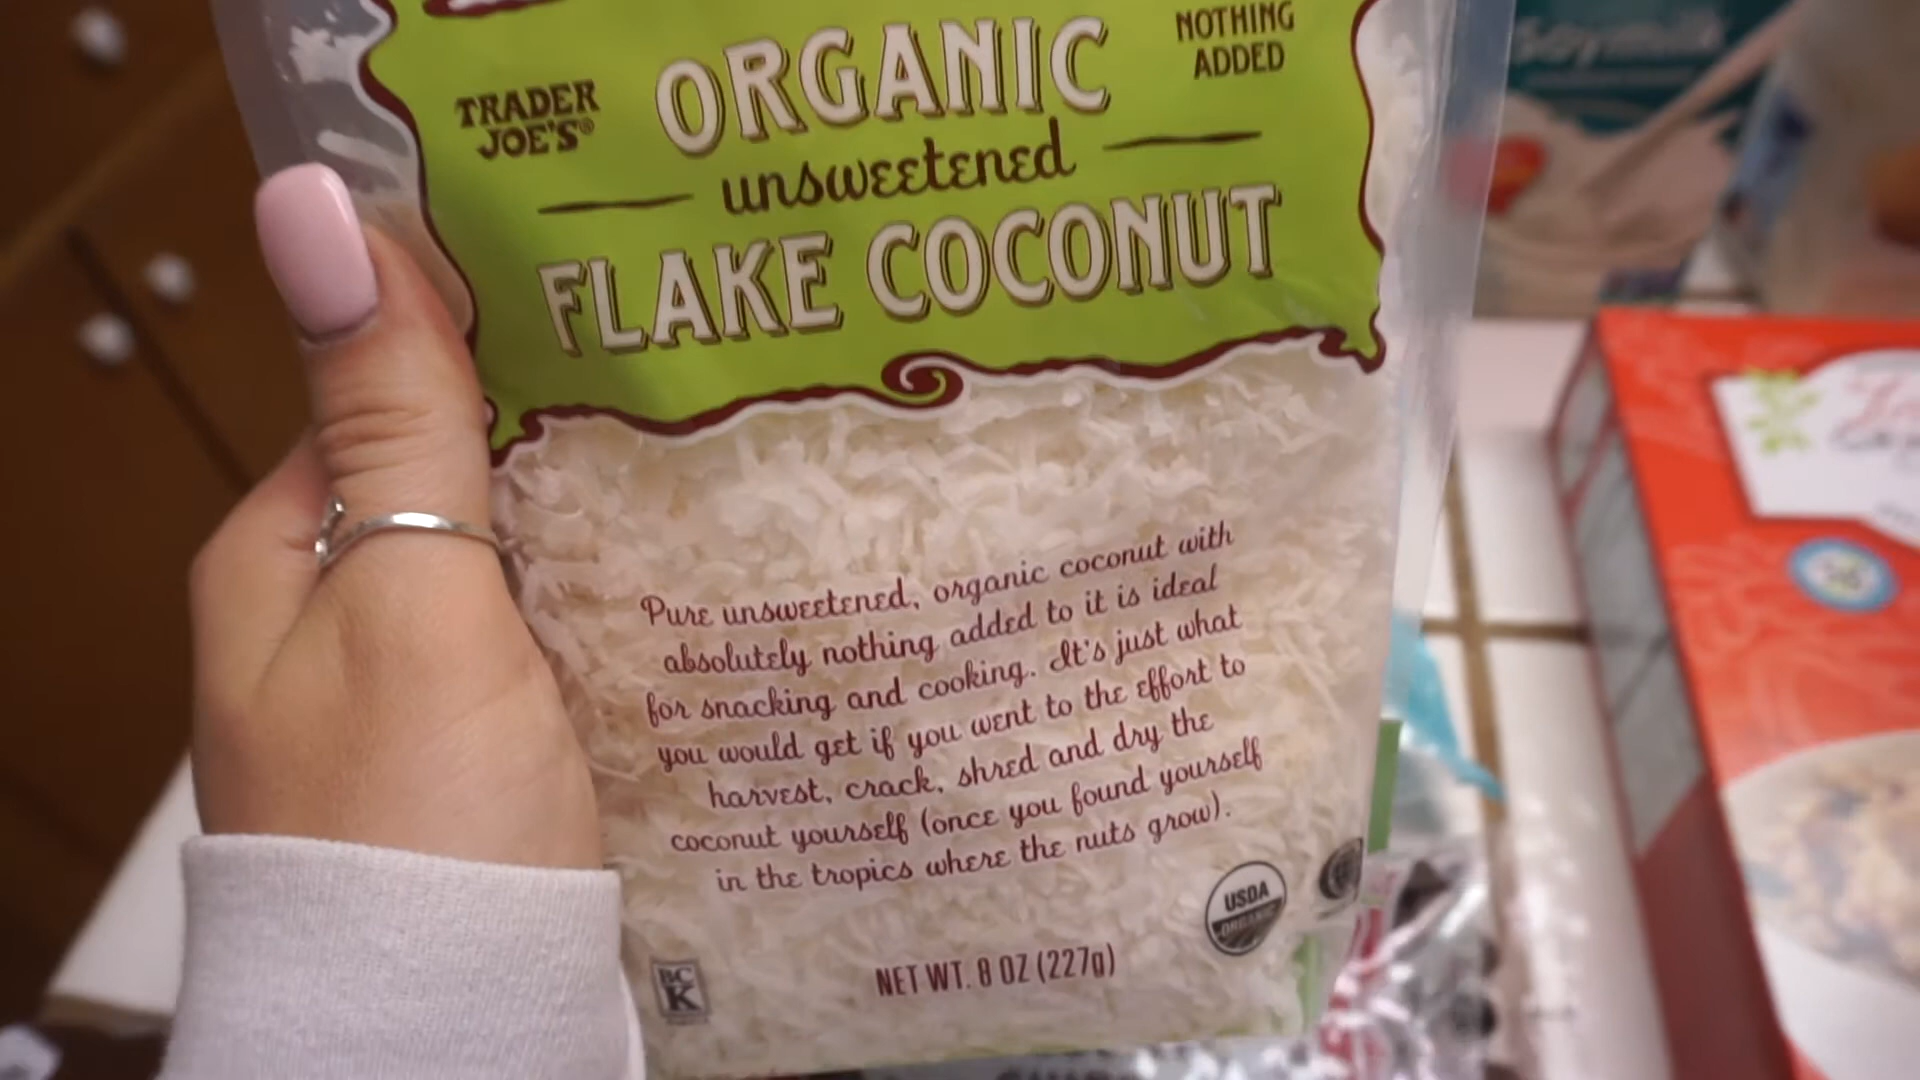 NOTHING
ADDED
TRADER
JOE'S®
ORGANIC
unsweetened
FLAKE COCONUT
Pure unsweetened, organic coconut with
absolutely nothing added to it is ideal
for snacking and cooking. It's just what
you would get if you went to the effort to
harvest, crack, shred and dry the
coconut yourself (once you found yourself
in the tropics where the nuts grow).
USDA
ORGANIC
BC
K
NET WT. 8 OZ (227g)
Soymilk